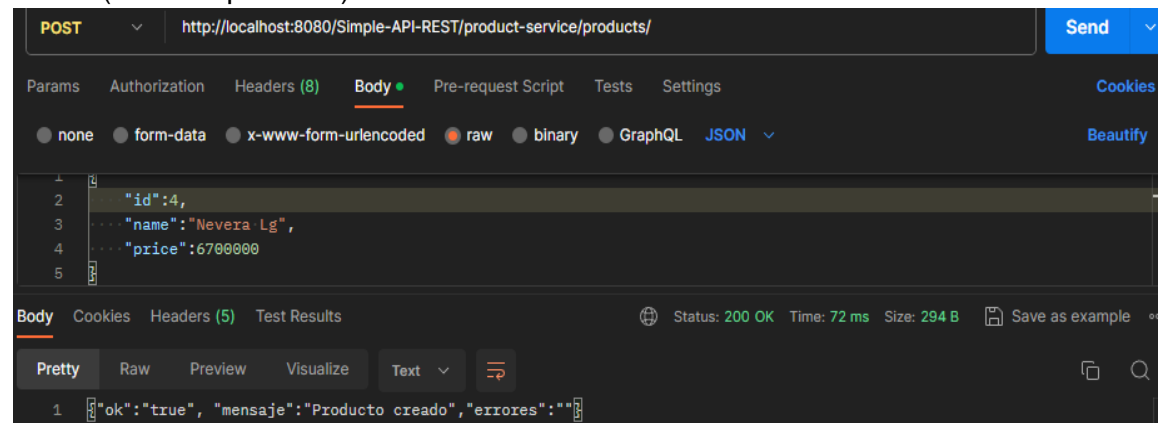 POST http://localhost:8080/Simple-API-REST/product-service/products/ Send
Params Authorization Headers (8) Body Pre-request Script Tests Settings Cookies
none form-data x-www-form-urlencoded raw binary GraphQL JSON Beautify
1 {
2 "id":4,
3 "name":"Nevera Lg",
4 "price":6700000
5 }
Body Cookies Headers (5) Test Results Status: 200 OK Time: 72 ms Size: 294 B Save as example
Pretty Raw Preview Visualize Text
1 {"ok":"true", "mensaje":"Producto creado","errores":""}